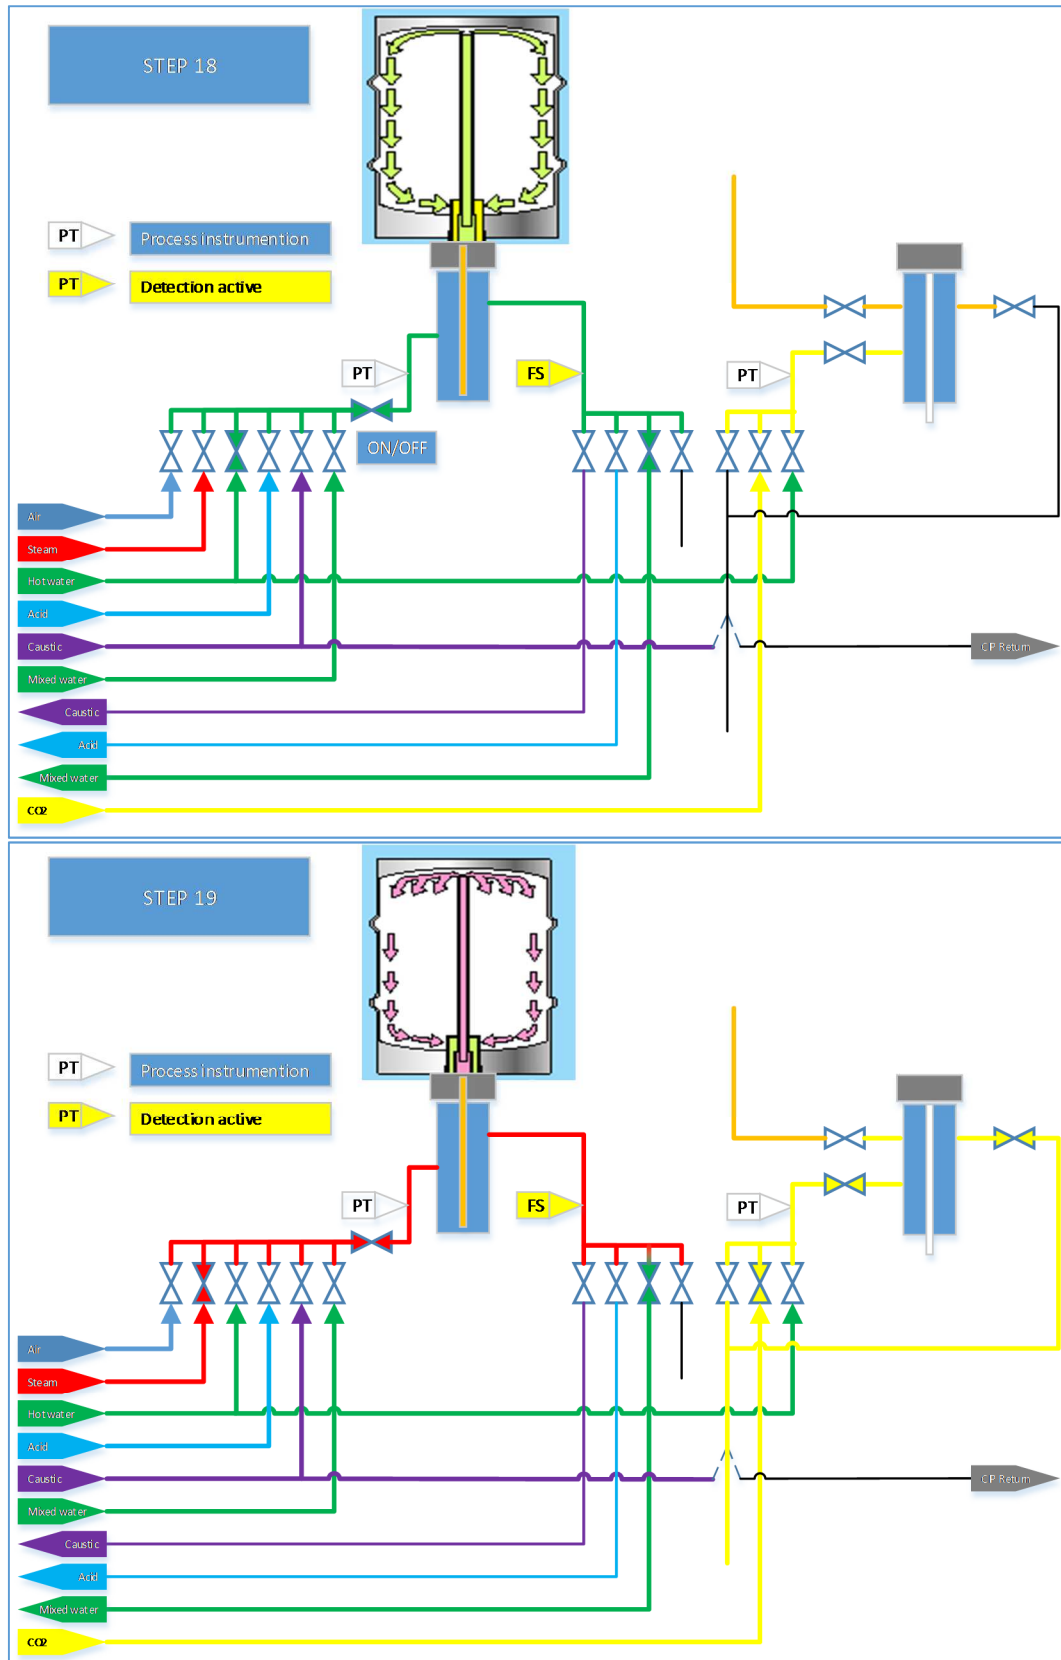 STEP 18
PT
Process instrumention
PT
Detection active
PT
FS
PT
ON/OFF
Air
Steam
Hot water
Acid
Caustic
CIP Return
Mixed water
Caustic
Acid
Mixed water
CO2
STEP 19
PT
Process instrumention
PT
Detection active
PT
FS
PT
Air
Steam
Hot water
Acid
Caustic
CIP Return
Mixed water
Caustic
Acid
Mixed water
CO2